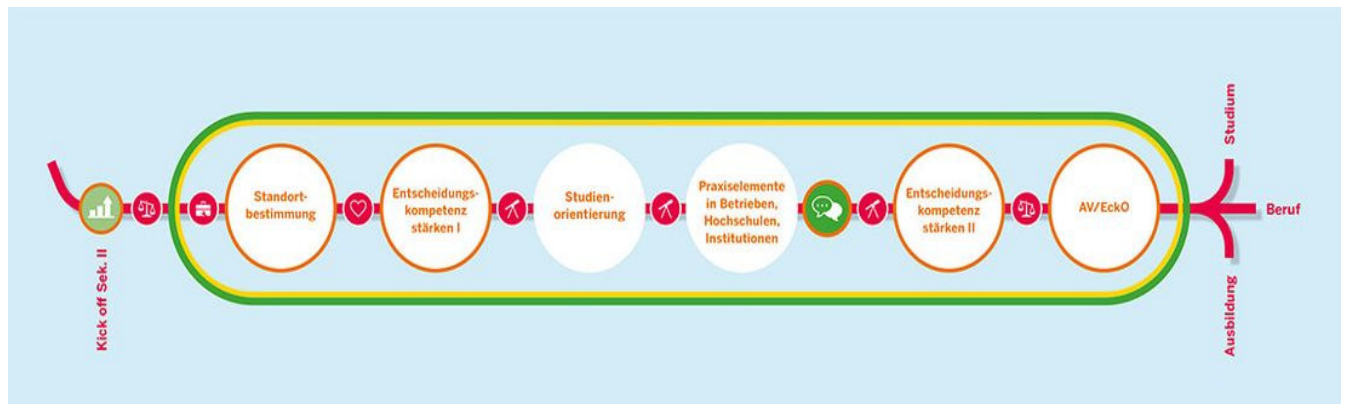 Kick off Sek. II
Standort-
bestimmung
Entscheidungs-
kompetenz
stärken I
Studien-
orientierung
Praxiselemente
in Betrieben,
Hochschulen,
Institutionen
Entscheidungs-
kompetenz
stärken II
AV/EckO
Studium
Beruf
Ausbildung